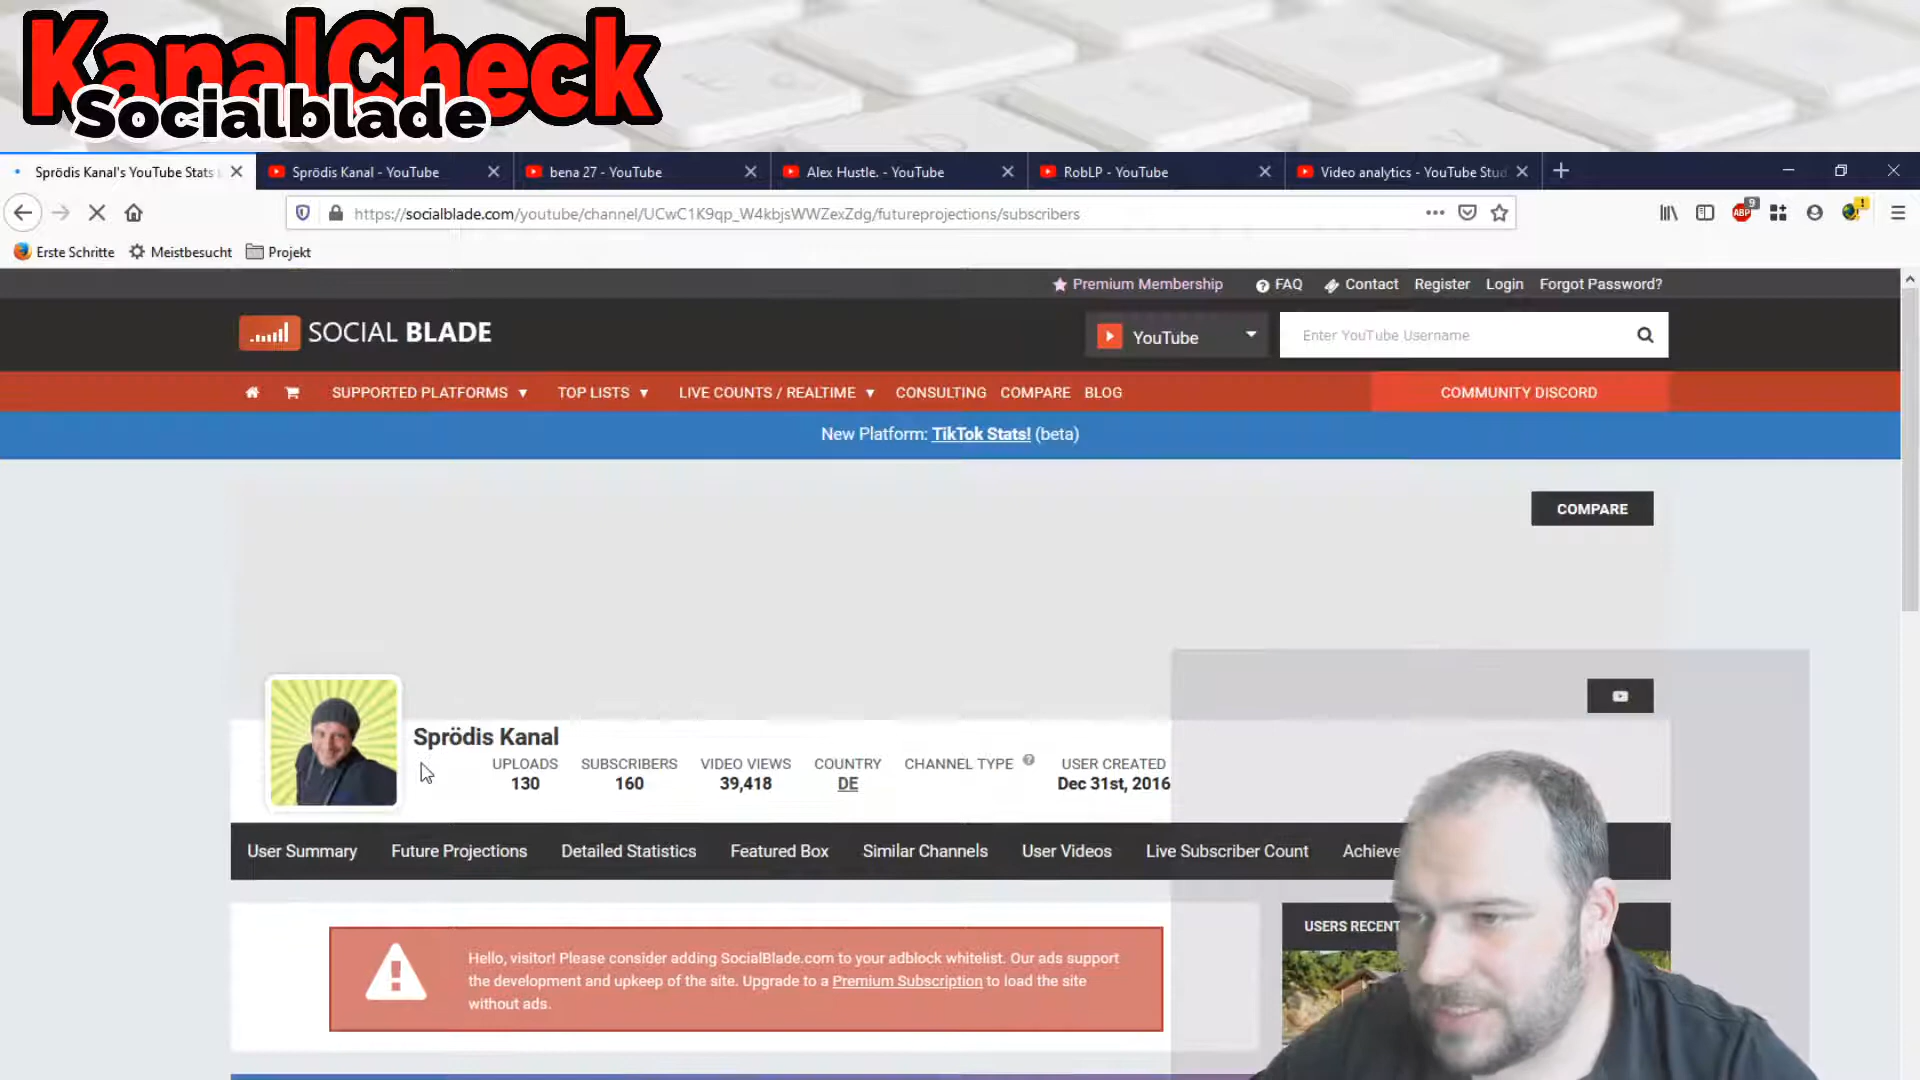 KanalCheck
Socialblade
Sprödis Kanal's YouTube Stats
Sprödis Kanal - YouTube
bena 27 - YouTube
Alex Hustle. - YouTube
RobLP - YouTube
Video analytics - YouTube Stud
https://socialblade.com/youtube/channel/UCwC1K9qp_W4kbjsWWZexZdg/futureprojections/subscribers
ABP
9
Erste Schritte
Meistbesucht
Projekt
Premium Membership
FAQ
Contact
Register
Login
Forgot Password?
SOCIAL BLADE
YouTube
Enter YouTube Username
SUPPORTED PLATFORMS
TOP LISTS
LIVE COUNTS / REALTIME
CONSULTING
COMPARE
BLOG
COMMUNITY DISCORD
New Platform: TikTok Stats! (beta)
COMPARE
Sprödis Kanal
UPLOADS
130
SUBSCRIBERS
160
VIDEO VIEWS
39,418
COUNTRY
DE
CHANNEL TYPE
USER CREATED
Dec 31st, 2016
User Summary
Future Projections
Detailed Statistics
Featured Box
Similar Channels
User Videos
Live Subscriber Count
Achieve
Hello, visitor! Please consider adding SocialBlade.com to your adblock whitelist. Our ads support
the development and upkeep of the site. Upgrade to a Premium Subscription to load the site
without ads.
USERS RECENT